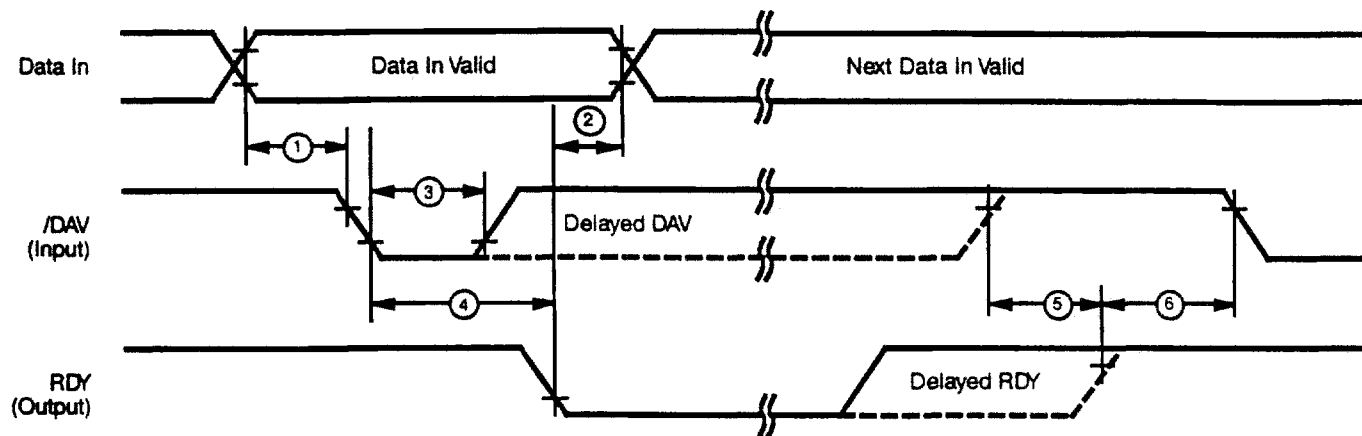 Data In
Data In Valid
Next Data In Valid
1
2
3
/DAV
(Input)
Delayed DAV
4
5
6
RDY
(Output)
Delayed RDY